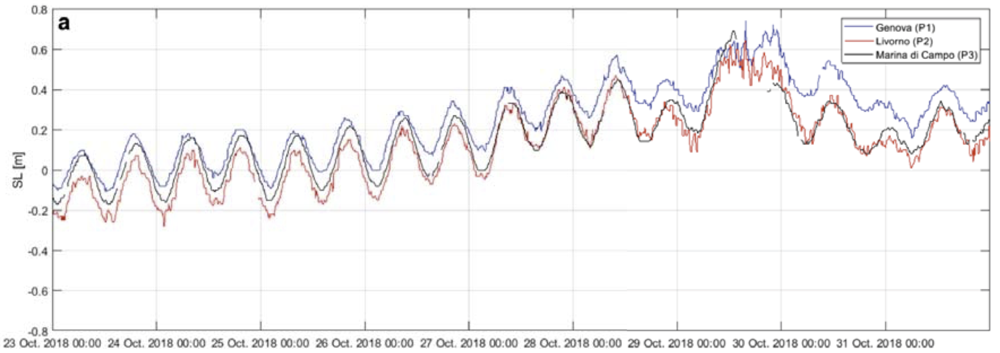 a
0.8
0.6
0.4
0.2
0
-0.2
-0.4
-0.6
-0.8
SL [m]
Genova (P1)
Livorno (P2)
Marina di Campo (P3)
23 Oct. 2018 00:00 24 Oct. 2018 00:00 25 Oct. 2018 00:00 26 Oct. 2018 00:00 27 Oct. 2018 00:00 28 Oct. 2018 00:00 29 Oct. 2018 00:00 30 Oct. 2018 00:00 31 Oct. 2018 00:00